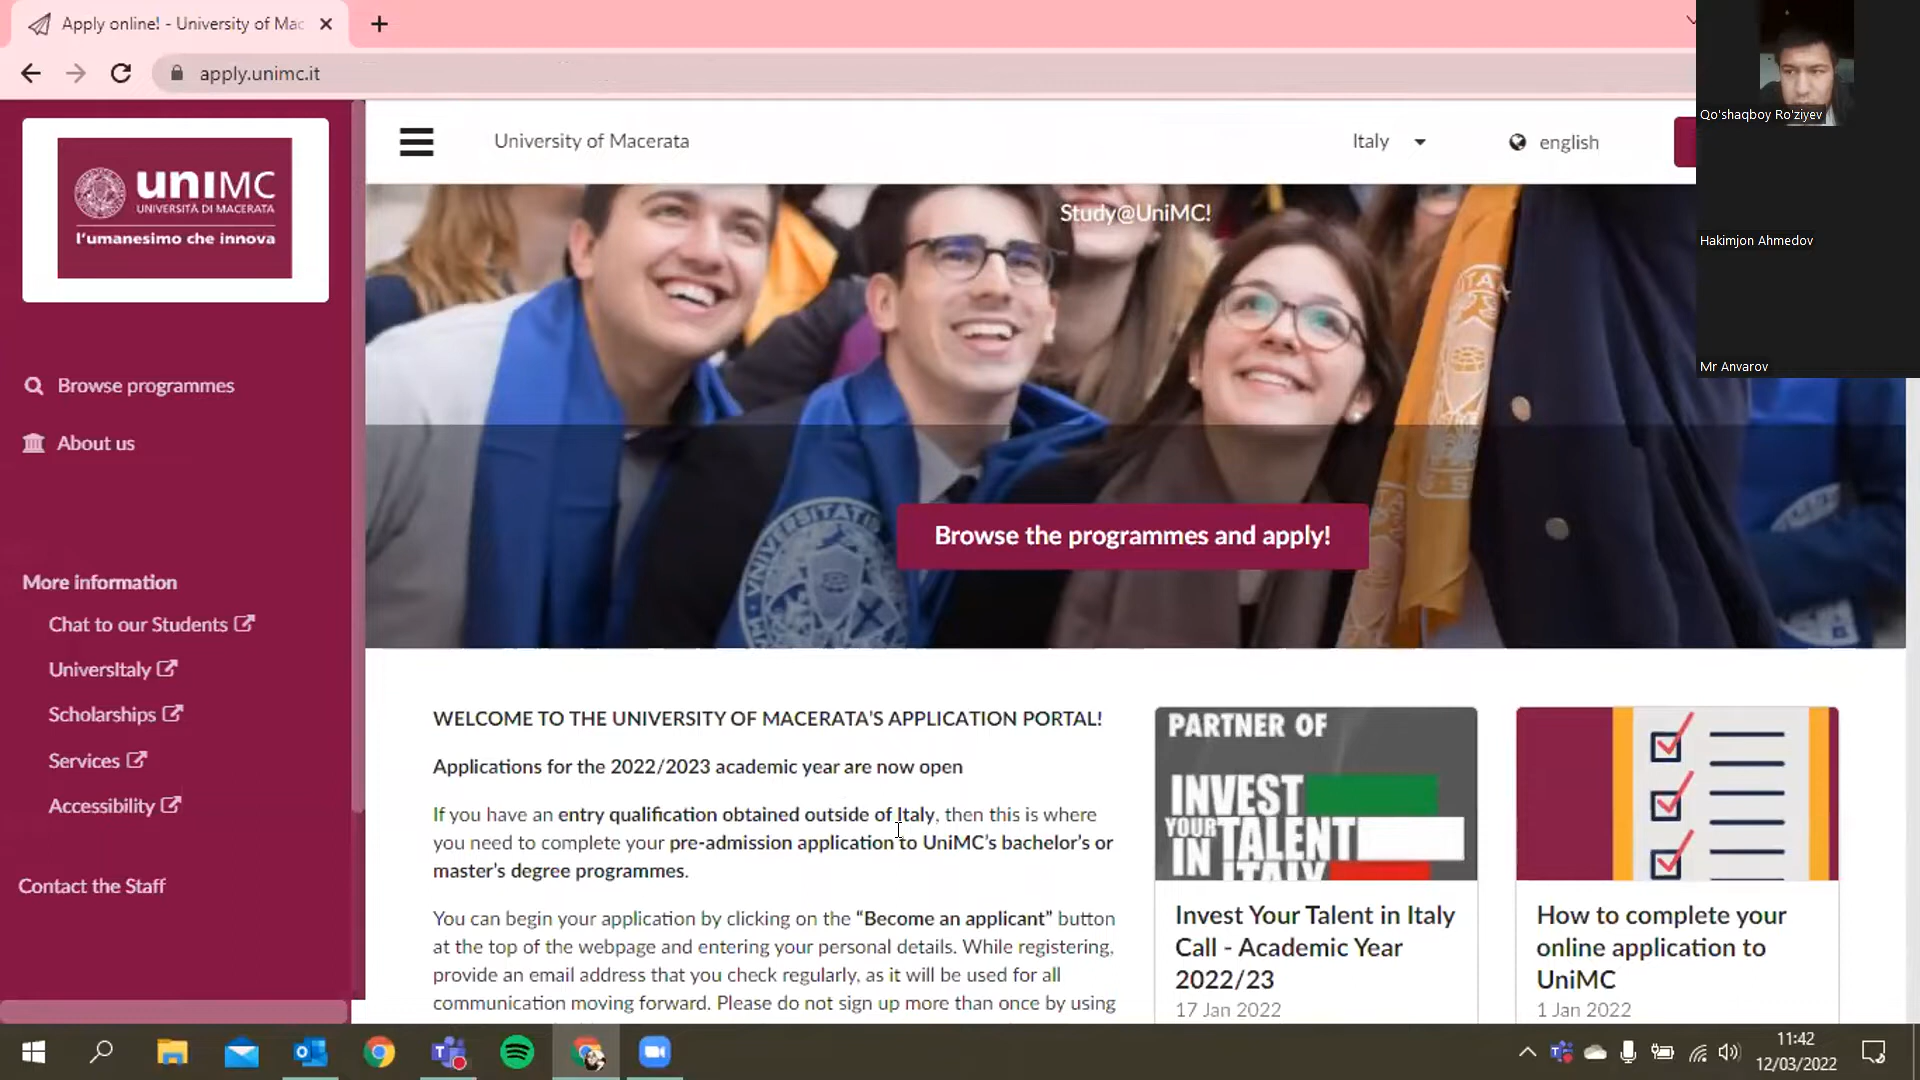 Apply online! - University of Mac
apply.unimc.it
Qo'shaqboy Ro'ziyev
Hakimjon Ahmedov
Mr Anvarov
uniMC
UNIVERSITÀ DI MACERATA
l'umanesimo che innova
Browse programmes
About us
More information
Chat to our Students
UniversItaly
Scholarships
Services
Accessibility
Contact the Staff
University of Macerata
Italy
english
Study@UniMC!
Browse the programmes and apply!
WELCOME TO THE UNIVERSITY OF MACERATA'S APPLICATION PORTAL!
Applications for the 2022/2023 academic year are now open
If you have an entry qualification obtained outside of Italy, then this is where
you need to complete your pre-admission application to UniMC's bachelor's or
master's degree programmes.
You can begin your application by clicking on the “Become an applicant” button
at the top of the webpage and entering your personal details. While registering,
provide an email address that you check regularly, as it will be used for all
communication moving forward. Please do not sign up more than once by using
PARTNER OF
INVEST
YOUR TALENT
IN ITALY
Invest Your Talent in Italy
Call - Academic Year
2022/23
17 Jan 2022
How to complete your
online application to
UniMC
1 Jan 2022
11:42
12/03/2022